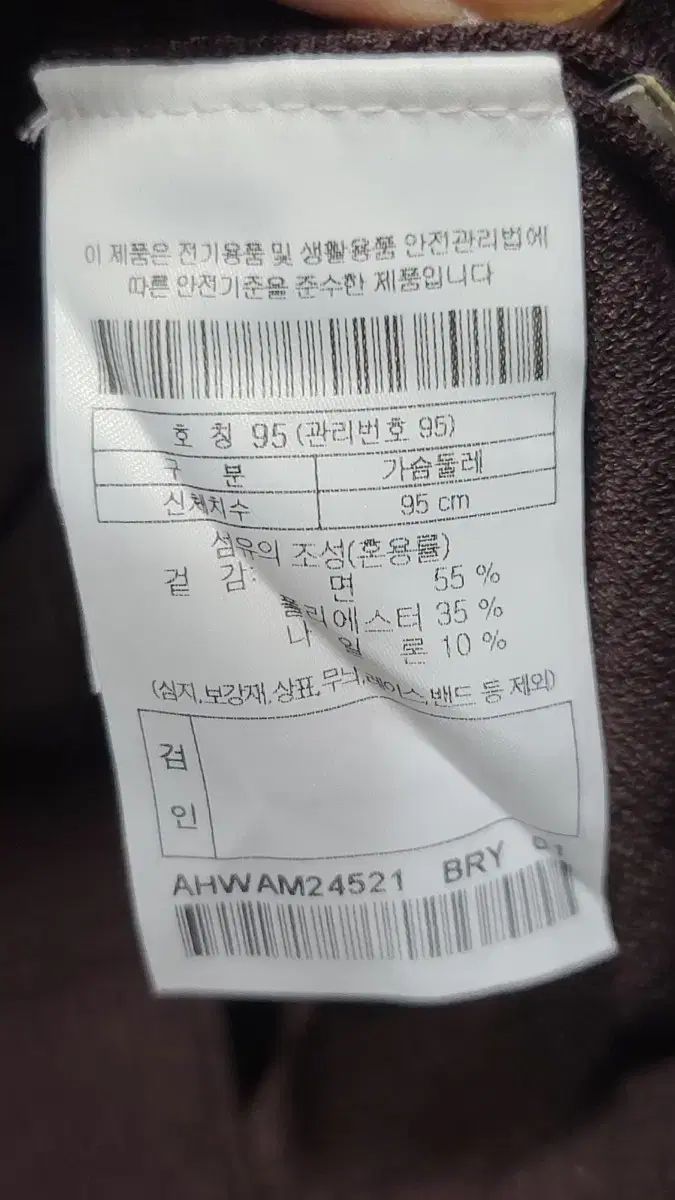 이 제품은 전기용품 및 생활용품 안전관리법에
따른 안전기준을 준수한 제품입니다
호 칭 95 (관리번호 95)
구 분 가슴둘레
신체치수 95 cm
섬유의 조성(혼용률)
겉 감: 면 55 %
폴리에스터 35 %
나 일 론 10 %
(심지,보강재,상표,무늬,레이스,밴드 등 제외)
검
인
AHWAM24521 BRY